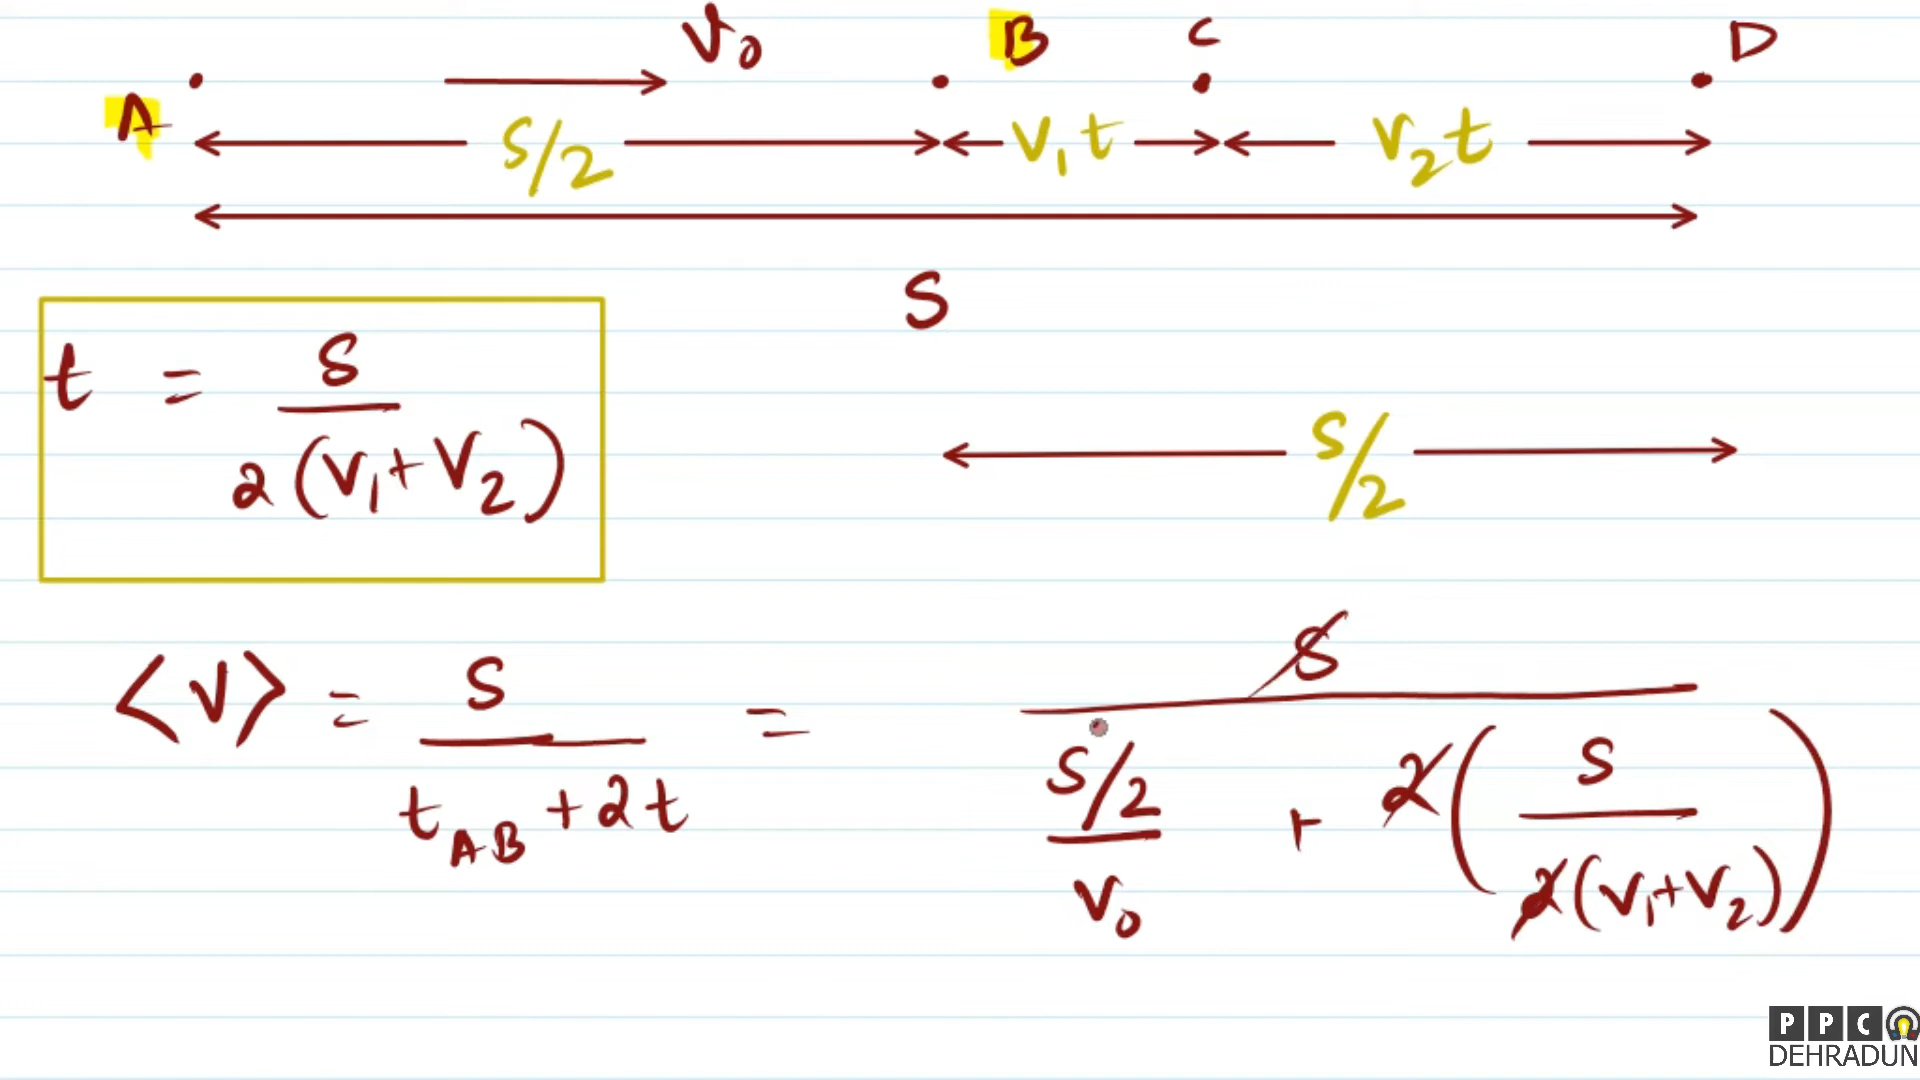 V₀ B C D
A S/2 V₁t V₂t
S
t = S / 2(V₁+V₂)
S/2
⟨V⟩ = S / (t_AB + 2t) = S / ((S/2)/V₀ + 2(S / 2(V₁+V₂)))
PPC
DEHRADUN